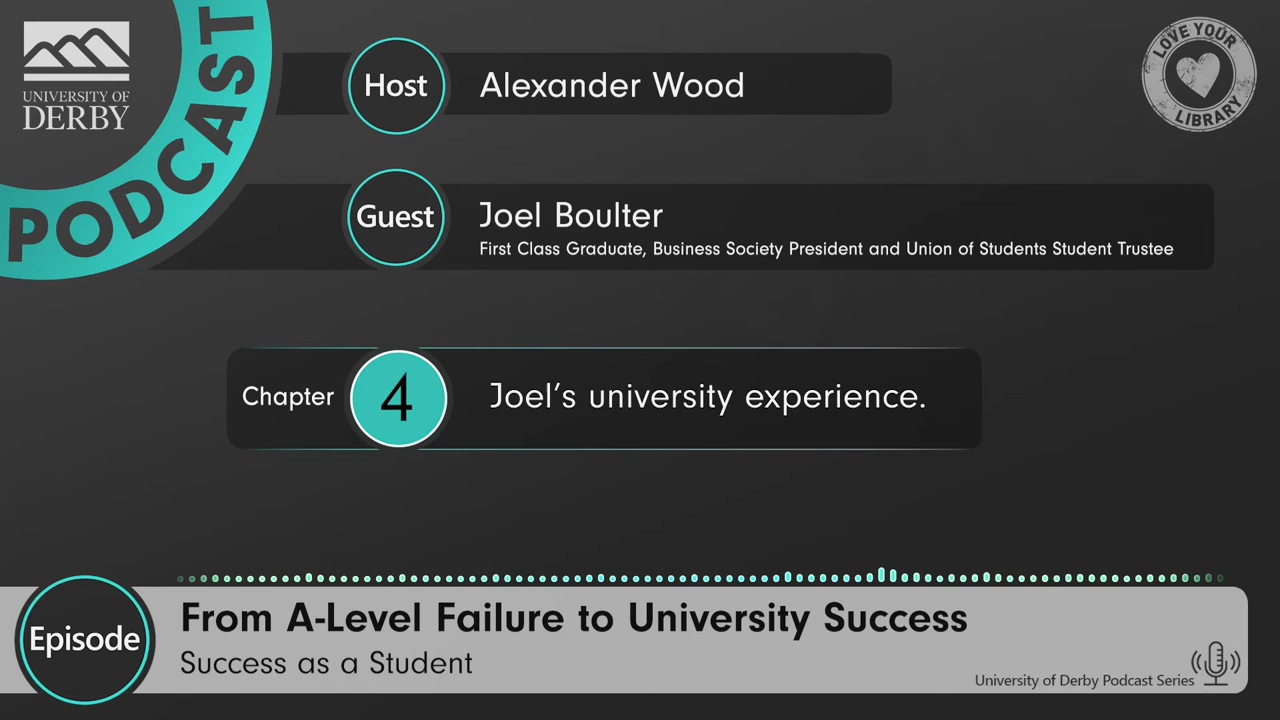 UNIVERSITY OF
DERBY
PODCAST
Host
Alexander Wood
LOVE YOUR
LIBRARY
Guest
Joel Boulter
First Class Graduate, Business Society President and Union of Students Student Trustee
Chapter
4
Joel's university experience.
Episode
From A-Level Failure to University Success
Success as a Student
University of Derby Podcast Series